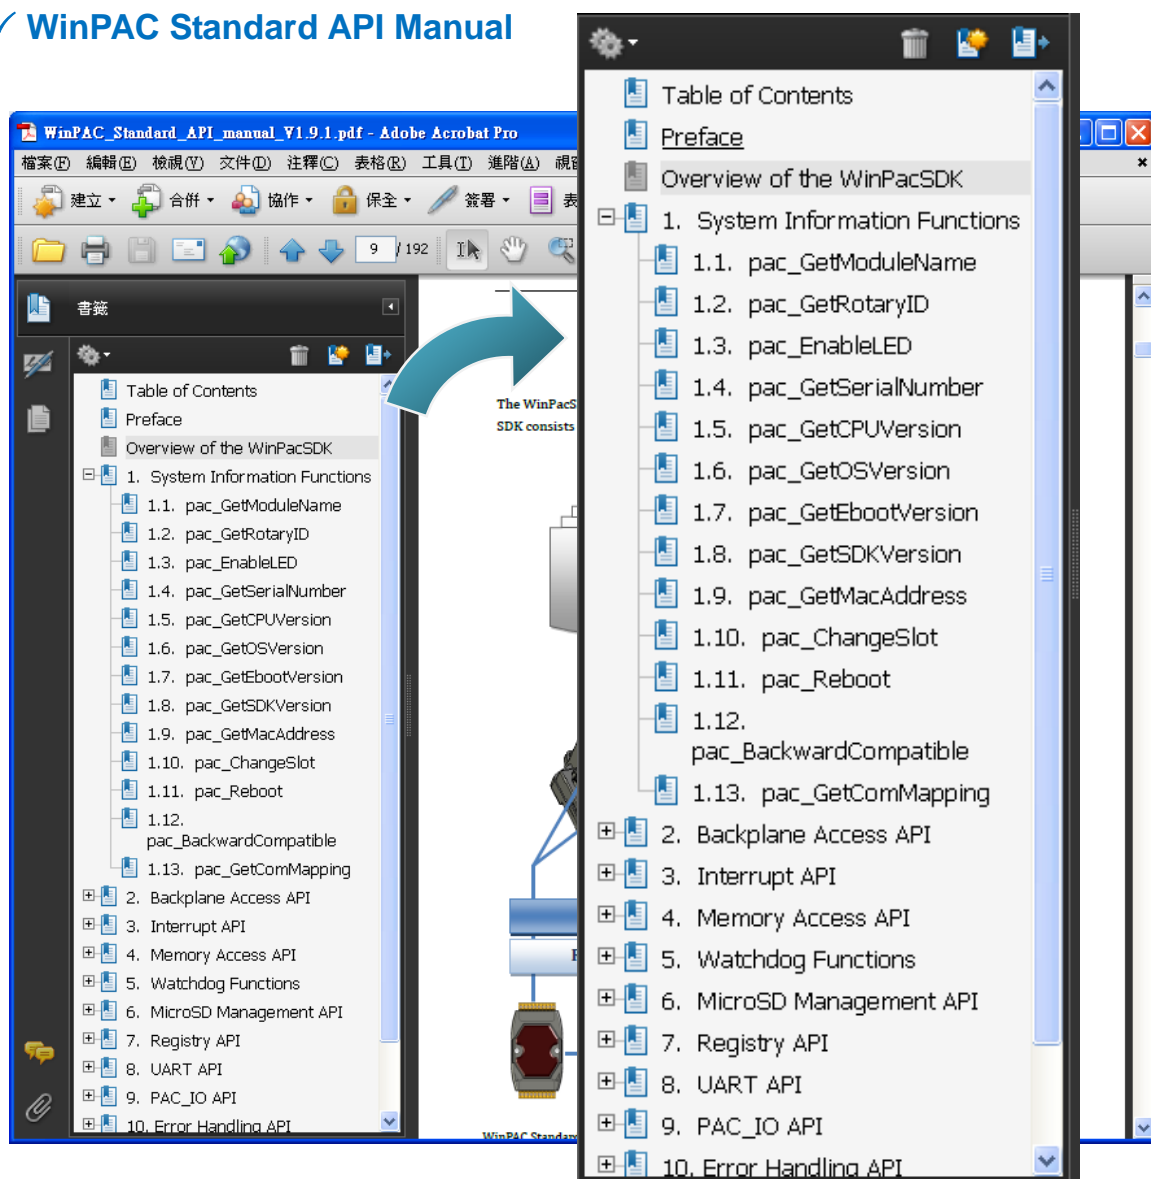 ✓ WinPAC Standard API Manual
WinPAC_Standard_API_manual_V1.9.1.pdf - Adobe Acrobat Pro
檔案(F) 編輯(E) 檢視(V) 文件(D) 注釋(C) 表格(R) 工具(T) 進階(A)
建立 合併 協作 保全 簽署 表
9 / 192
書籤
Table of Contents
Preface
Overview of the WinPacSDK
1. System Information Functions
1.1. pac_GetModuleName
1.2. pac_GetRotaryID
1.3. pac_EnableLED
1.4. pac_GetSerialNumber
1.5. pac_GetCPUVersion
1.6. pac_GetOSVersion
1.7. pac_GetEbootVersion
1.8. pac_GetSDKVersion
1.9. pac_GetMacAddress
1.10. pac_ChangeSlot
1.11. pac_Reboot
1.12.
pac_BackwardCompatible
1.13. pac_GetComMapping
2. Backplane Access API
3. Interrupt API
4. Memory Access API
5. Watchdog Functions
6. MicroSD Management API
7. Registry API
8. UART API
9. PAC_IO API
10. Error Handling API
The WinPacS
SDK consists
WinPAC Standar
Table of Contents
Preface
Overview of the WinPacSDK
1. System Information Functions
1.1. pac_GetModuleName
1.2. pac_GetRotaryID
1.3. pac_EnableLED
1.4. pac_GetSerialNumber
1.5. pac_GetCPUVersion
1.6. pac_GetOSVersion
1.7. pac_GetEbootVersion
1.8. pac_GetSDKVersion
1.9. pac_GetMacAddress
1.10. pac_ChangeSlot
1.11. pac_Reboot
1.12.
pac_BackwardCompatible
1.13. pac_GetComMapping
2. Backplane Access API
3. Interrupt API
4. Memory Access API
5. Watchdog Functions
6. MicroSD Management API
7. Registry API
8. UART API
9. PAC_IO API
10. Error Handling API